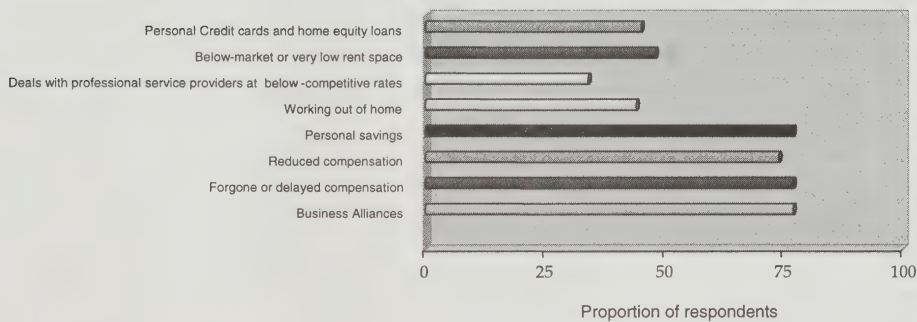 Personal Credit cards and home equity loans
Below-market or very low rent space
Deals with professional service providers at below-competitive rates
Working out of home
Personal savings
Reduced compensation
Forgone or delayed compensation
Business Alliances
0 25 50 75 100
Proportion of respondents